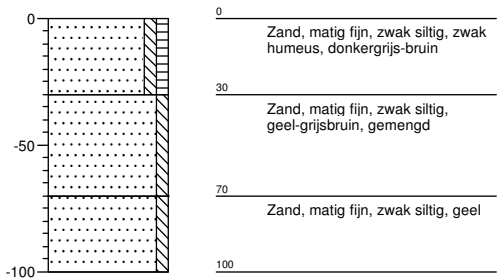 0
-50
-100
0
Zand, matig fijn, zwak siltig, zwak
humeus, donkergrijs-bruin
30
Zand, matig fijn, zwak siltig,
geel-grijsbruin, gemengd
70
Zand, matig fijn, zwak siltig, geel
100